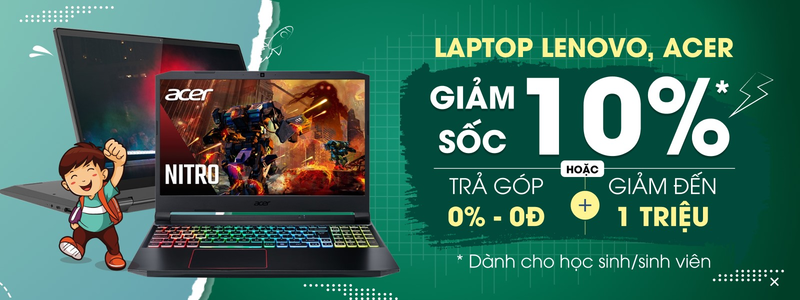 acer
NITRO
acer
LAPTOP LENOVO, ACER
GIẢM
SỐC
10%*
HOẶC
TRẢ GÓP
0% - 0Đ
+
GIẢM ĐẾN
1 TRIỆU
* Dành cho học sinh/sinh viên